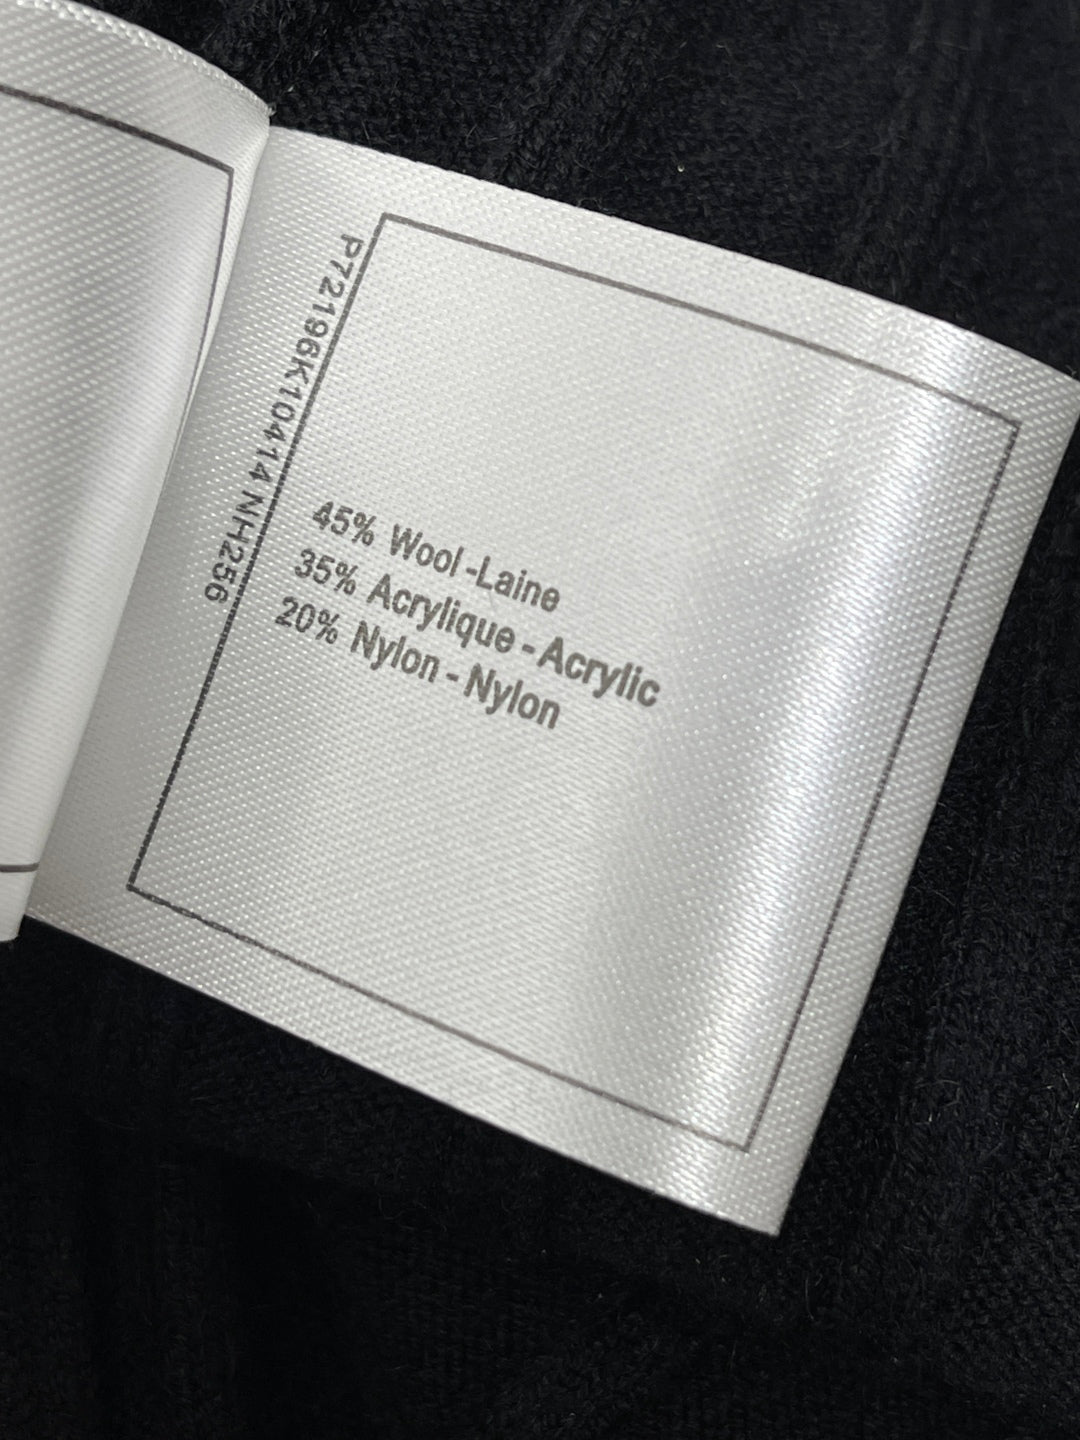 P72196K10414 NH256
45% Wool - Laine
35% Acrylique - Acrylic
20% Nylon - Nylon